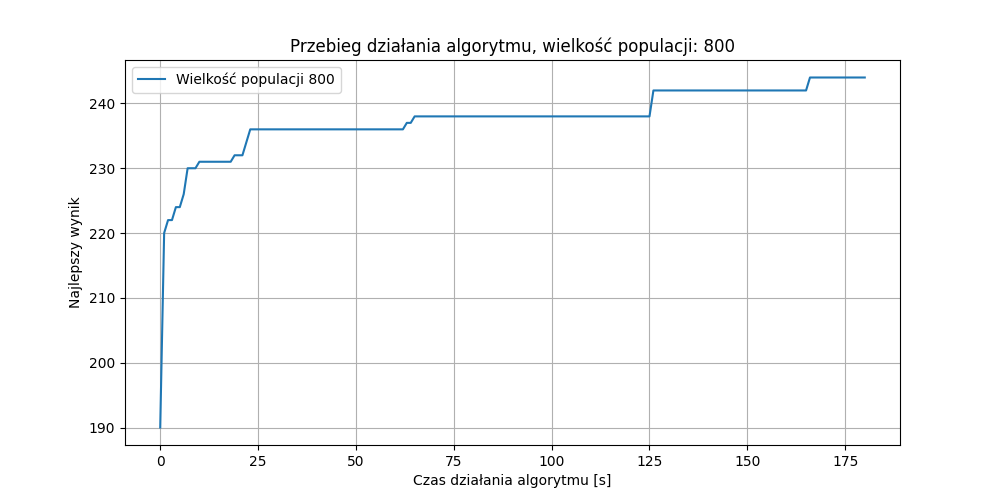 Przebieg działania algorytmu, wielkość populacji: 800
Wielkość populacji 800
Najlepszy wynik
240
230
220
210
200
190
0 25 50 75 100 125 150 175
Czas działania algorytmu [s]